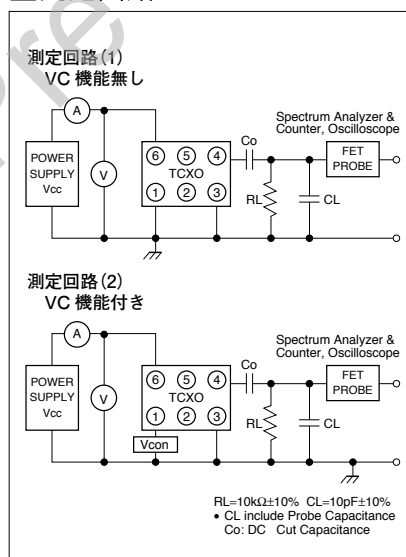 測定回路(1)
VC 機能無し
A
POWER
SUPPLY
Vcc
V
6 5 4
TCXO
1 2 3
Co
RL
CL
Spectrum Analyzer &
Counter, Oscilloscope
FET
PROBE
測定回路(2)
VC 機能付き
A
POWER
SUPPLY
Vcc
V
6 5 4
TCXO
1 2 3
Vcon
Co
RL
CL
Spectrum Analyzer &
Counter, Oscilloscope
FET
PROBE
RL=10kΩ±10% CL=10pF±10%
• CL include Probe Capacitance
Co: DC Cut Capacitance